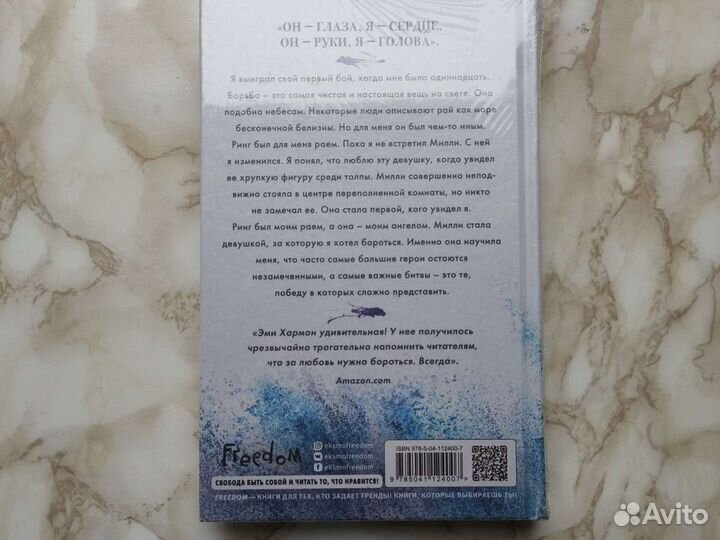 «ОН – ГЛАЗА, Я – СЕРДЦЕ,
ОН – РУКИ, Я – ГОЛОВА».
Я выиграл свой первый бой, когда мне было одиннадцать.
Борьба – это самая чистая и настоящая вещь на свете. Она
подобна небесам. Некоторые люди описывают рай как море
бесконечной белизны. Но для меня он был чем-то иным.
Ринг был для меня раем. Пока я не встретил Милли. С ней
я изменился. Я понял, что люблю эту девушку, когда увидел
ее хрупкую фигуру среди толпы. Милли совершенно непод-
вижно стояла в центре переполненной комнаты, но никто
не замечал ее. Она стала первой, кого увидел я.
Ринг был моим раем, а она – моим ангелом. Милли стала
девушкой, за которую я хотел бороться. Именно она научила
меня, что часто самые большие герои остаются
незамеченными, а самые важные битвы – это те,
победу в которых сложно представить.
«Эми Хармон удивительная! У нее получилось
чрезвычайно трогательно напомнить читателям,
что за любовь нужно бороться. Всегда».
Amazon.com
Freedom
eksmofreedom
eksmofreedom
eksmofreedom
СВОБОДА БЫТЬ СОБОЙ И ЧИТАТЬ ТО, ЧТО НРАВИТСЯ!
ISBN 978-5-04-112400-7
9 785041 124007 >
FREEDOM — КНИГИ ДЛЯ ТЕХ, КТО ЗАДАЕТ ТРЕНДЫ! КНИГИ, КОТОРЫЕ ВЫБИРАЕШЬ ТЫ!
Avito